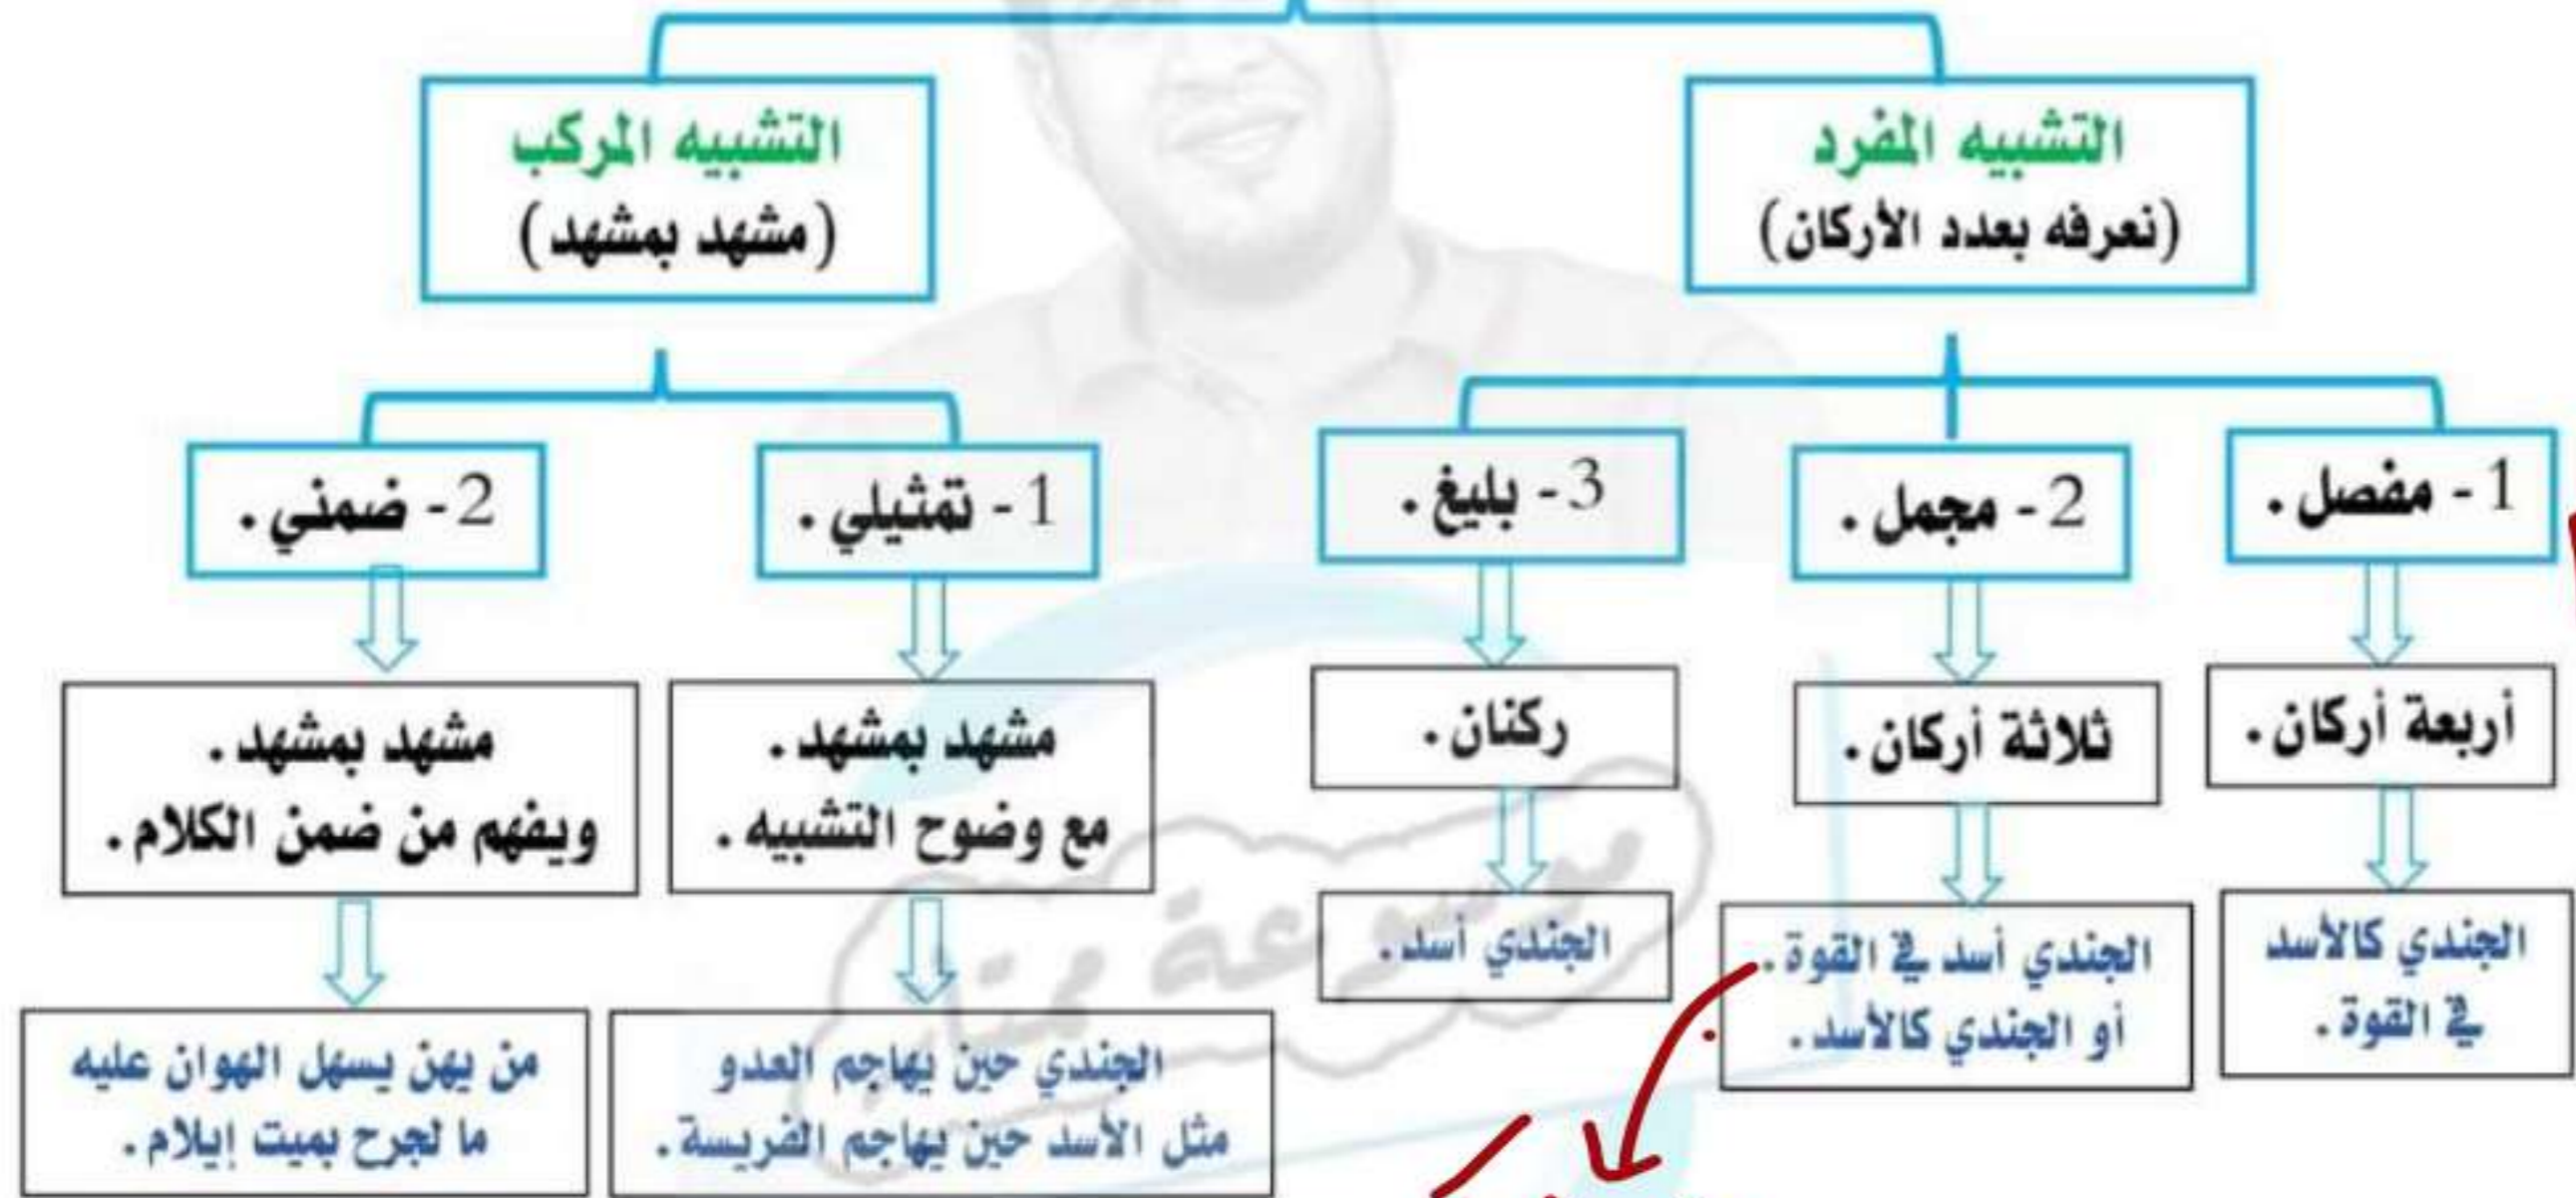 التشبيه المفرد
(نعرفه بعدد الأركان)
التشبيه المركب
(مشهد بمشهد)
1- مفصل.
2- مجمل.
3- بليغ.
1- تمثيلي.
2- ضمني.
أربعة أركان.
ثلاثة أركان.
ركنان.
مشهد بمشهد.
مع وضوح التشبيه.
مشهد بمشهد.
ويفهم من ضمن الكلام.
الجندي كالأسد
في القوة.
الجندي أسد في القوة.
أو الجندي كالأسد.
الجندي أسد.
الجندي حين يهاجم العدو
مثل الأسد حين يهاجم الفريسة.
من يهن يسهل الهوان عليه
ما لجرح بميت إيلام.
موسوعة ممتاز